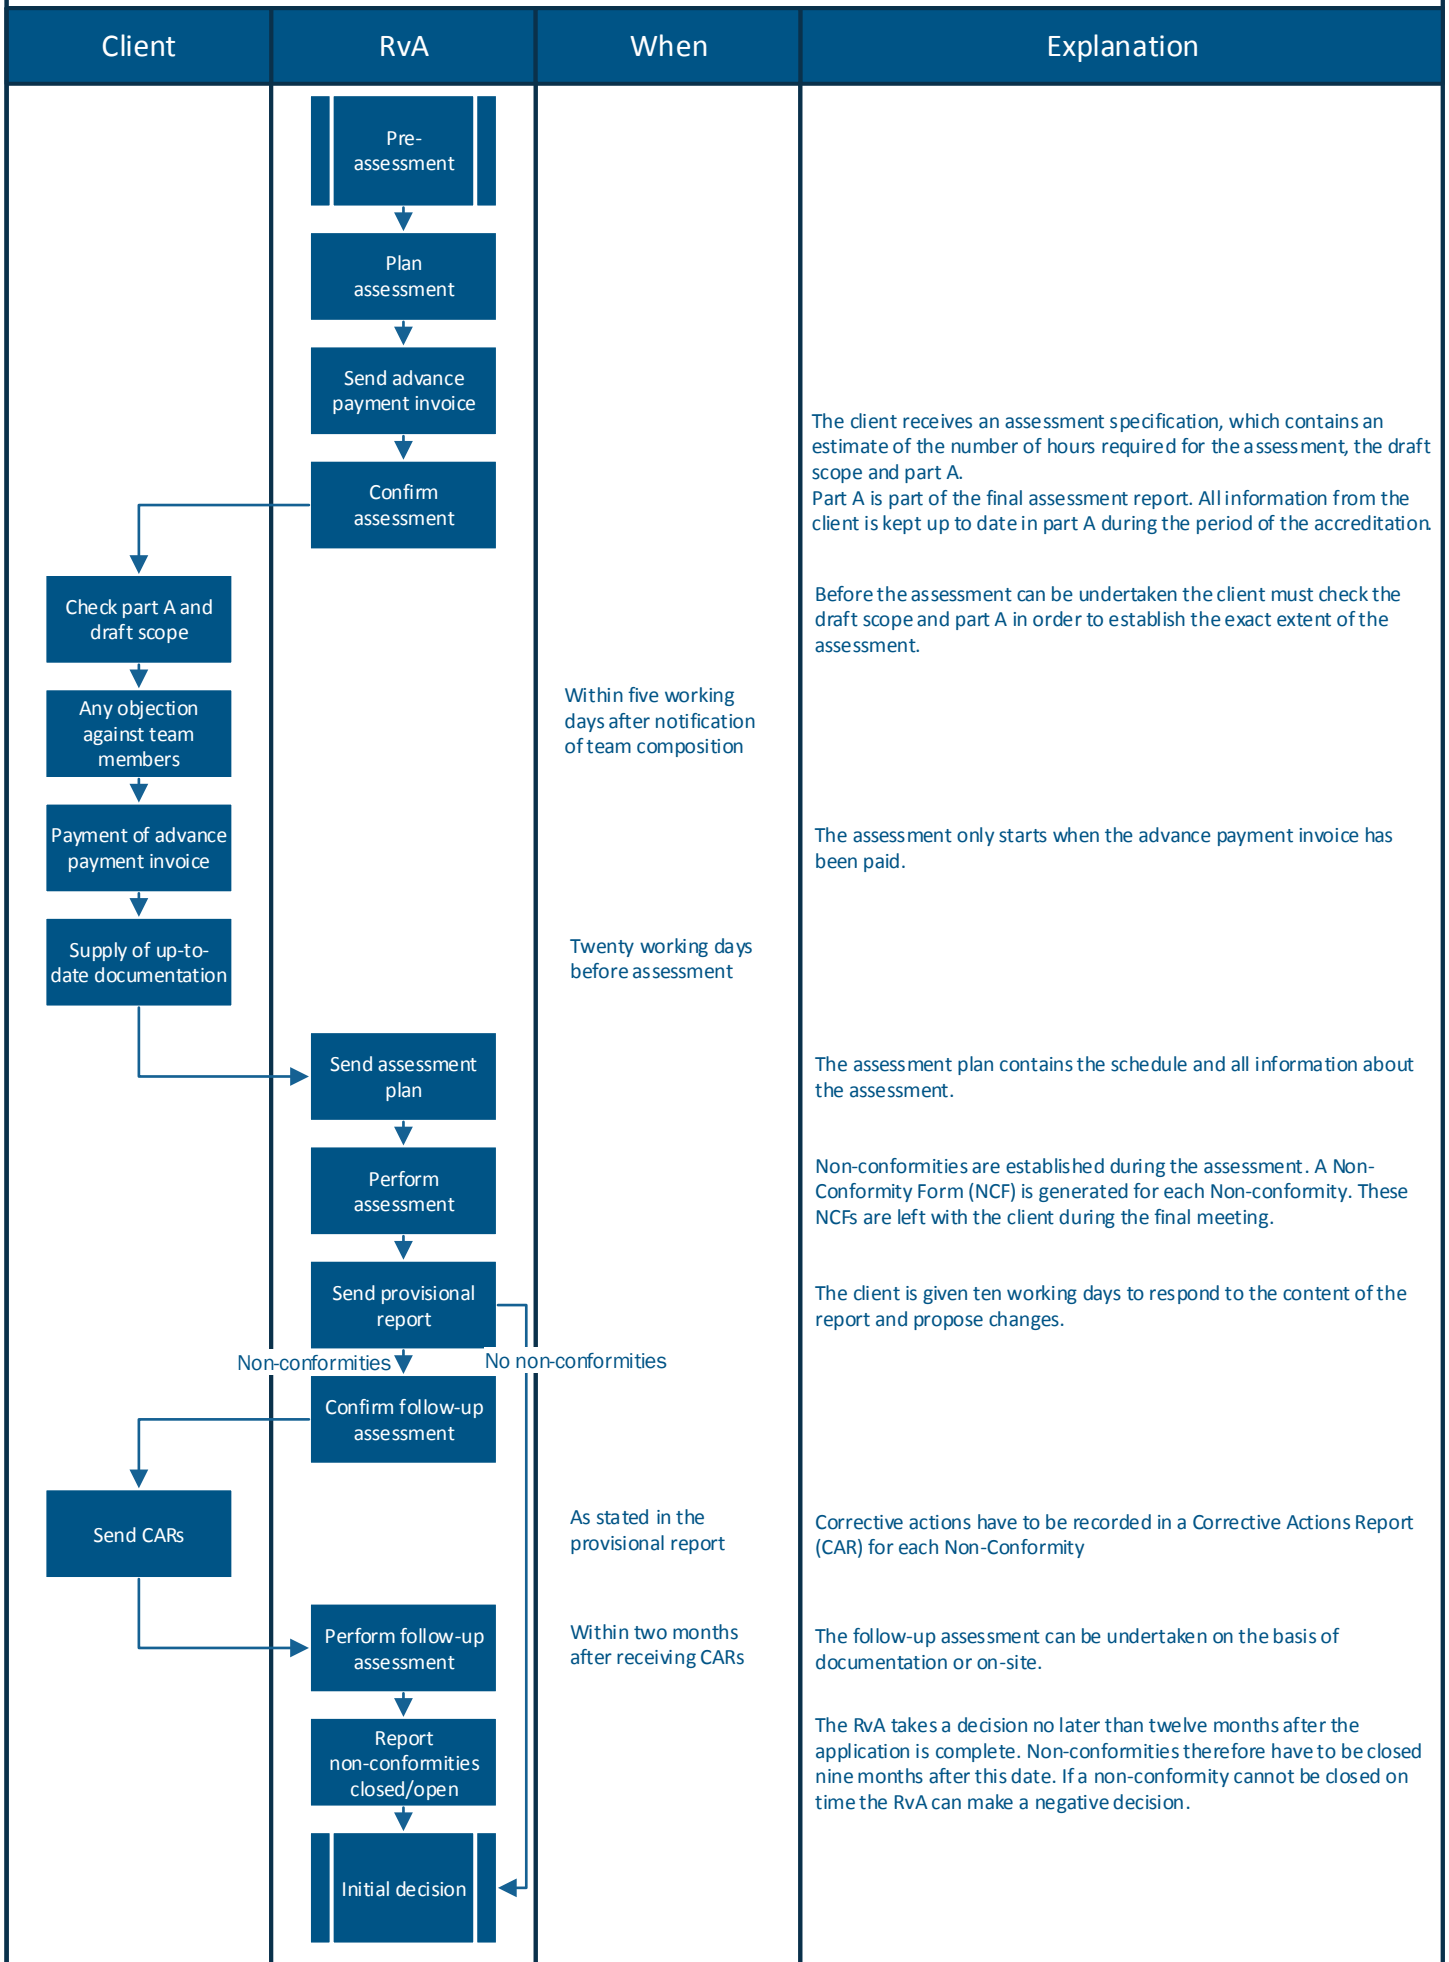 Client
RvA
When
Explanation
Pre-
assessment
Plan
assessment
Send advance
payment invoice
Confirm
assessment
The client receives an assessment specification, which contains an
estimate of the number of hours required for the assessment, the draft
scope and part A.
Part A is part of the final assessment report. All information from the
client is kept up to date in part A during the period of the accreditation.
Check part A and
draft scope
Before the assessment can be undertaken the client must check the
draft scope and part A in order to establish the exact extent of the
assessment.
Any objection
against team
members
Within five working
days after notification
of team composition
Payment of advance
payment invoice
The assessment only starts when the advance payment invoice has
been paid.
Supply of up-to-
date documentation
Twenty working days
before assessment
Send assessment
plan
The assessment plan contains the schedule and all information about
the assessment.
Perform
assessment
Non-conformities are established during the assessment. A Non-
Conformity Form (NCF) is generated for each Non-conformity. These
NCFs are left with the client during the final meeting.
Send provisional
report
The client is given ten working days to respond to the content of the
report and propose changes.
Non-conformities
No non-conformities
Confirm follow-up
assessment
Send CARs
As stated in the
provisional report
Corrective actions have to be recorded in a Corrective Actions Report
(CAR) for each Non-Conformity
Perform follow-up
assessment
Within two months
after receiving CARs
The follow-up assessment can be undertaken on the basis of
documentation or on-site.
Report
non-conformities
closed/open
The RvA takes a decision no later than twelve months after the
application is complete. Non-conformities therefore have to be closed
nine months after this date. If a non-conformity cannot be closed on
time the RvA can make a negative decision.
Initial decision